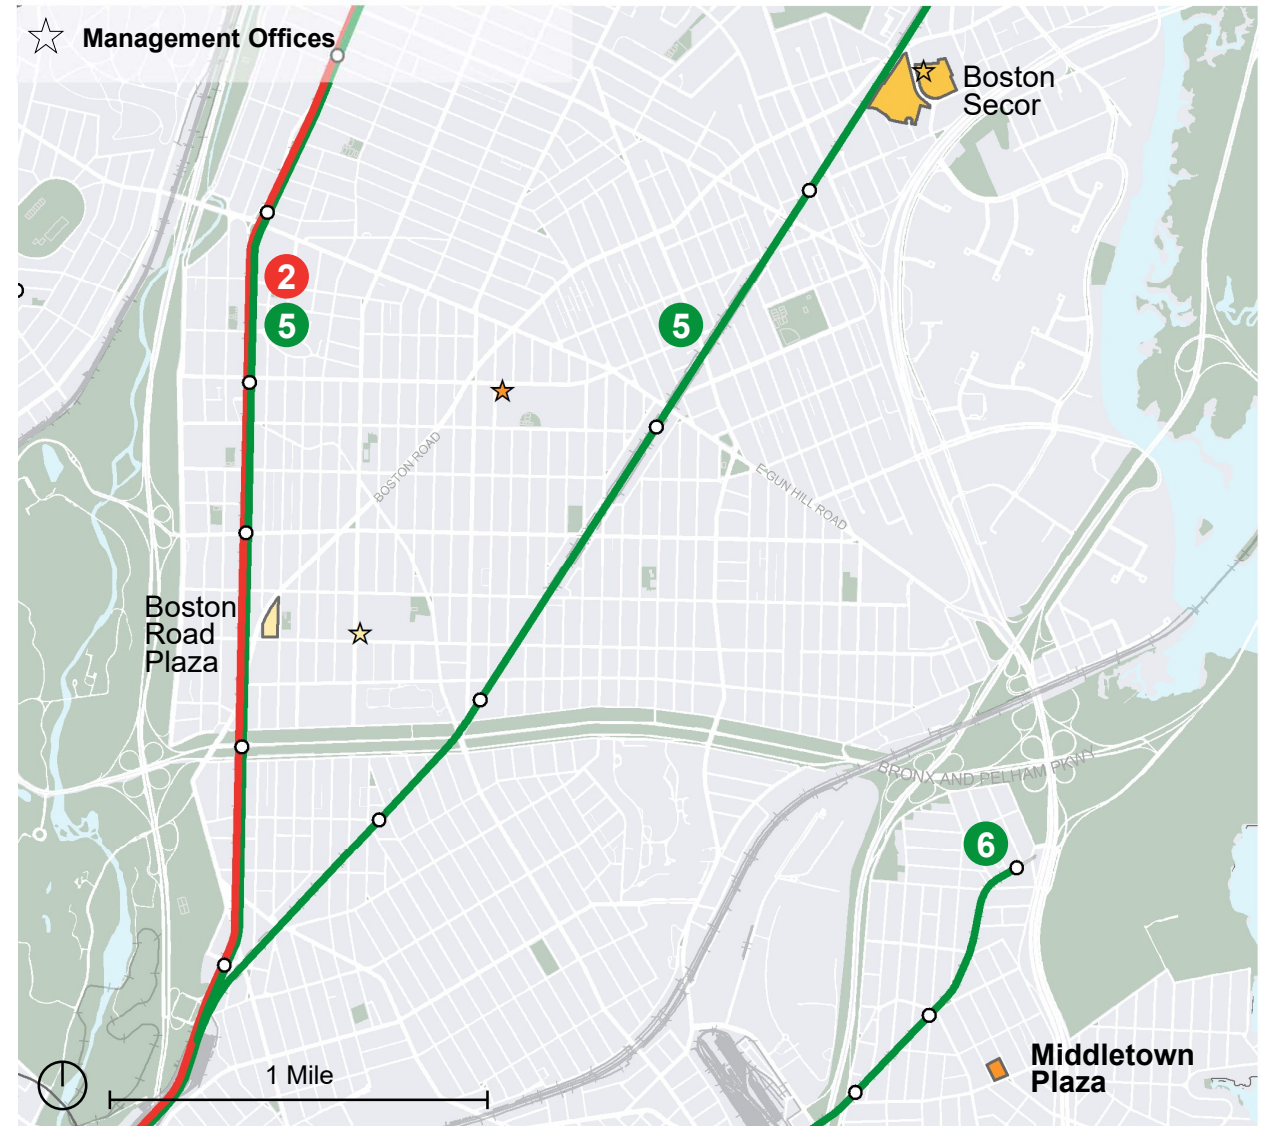 Management Offices
Boston
Secor
2
5
5
BOSTON ROAD
E GUN HILL ROAD
Boston
Road
Plaza
BRONX AND PELHAM PKWY
6
1 Mile
Middletown
Plaza